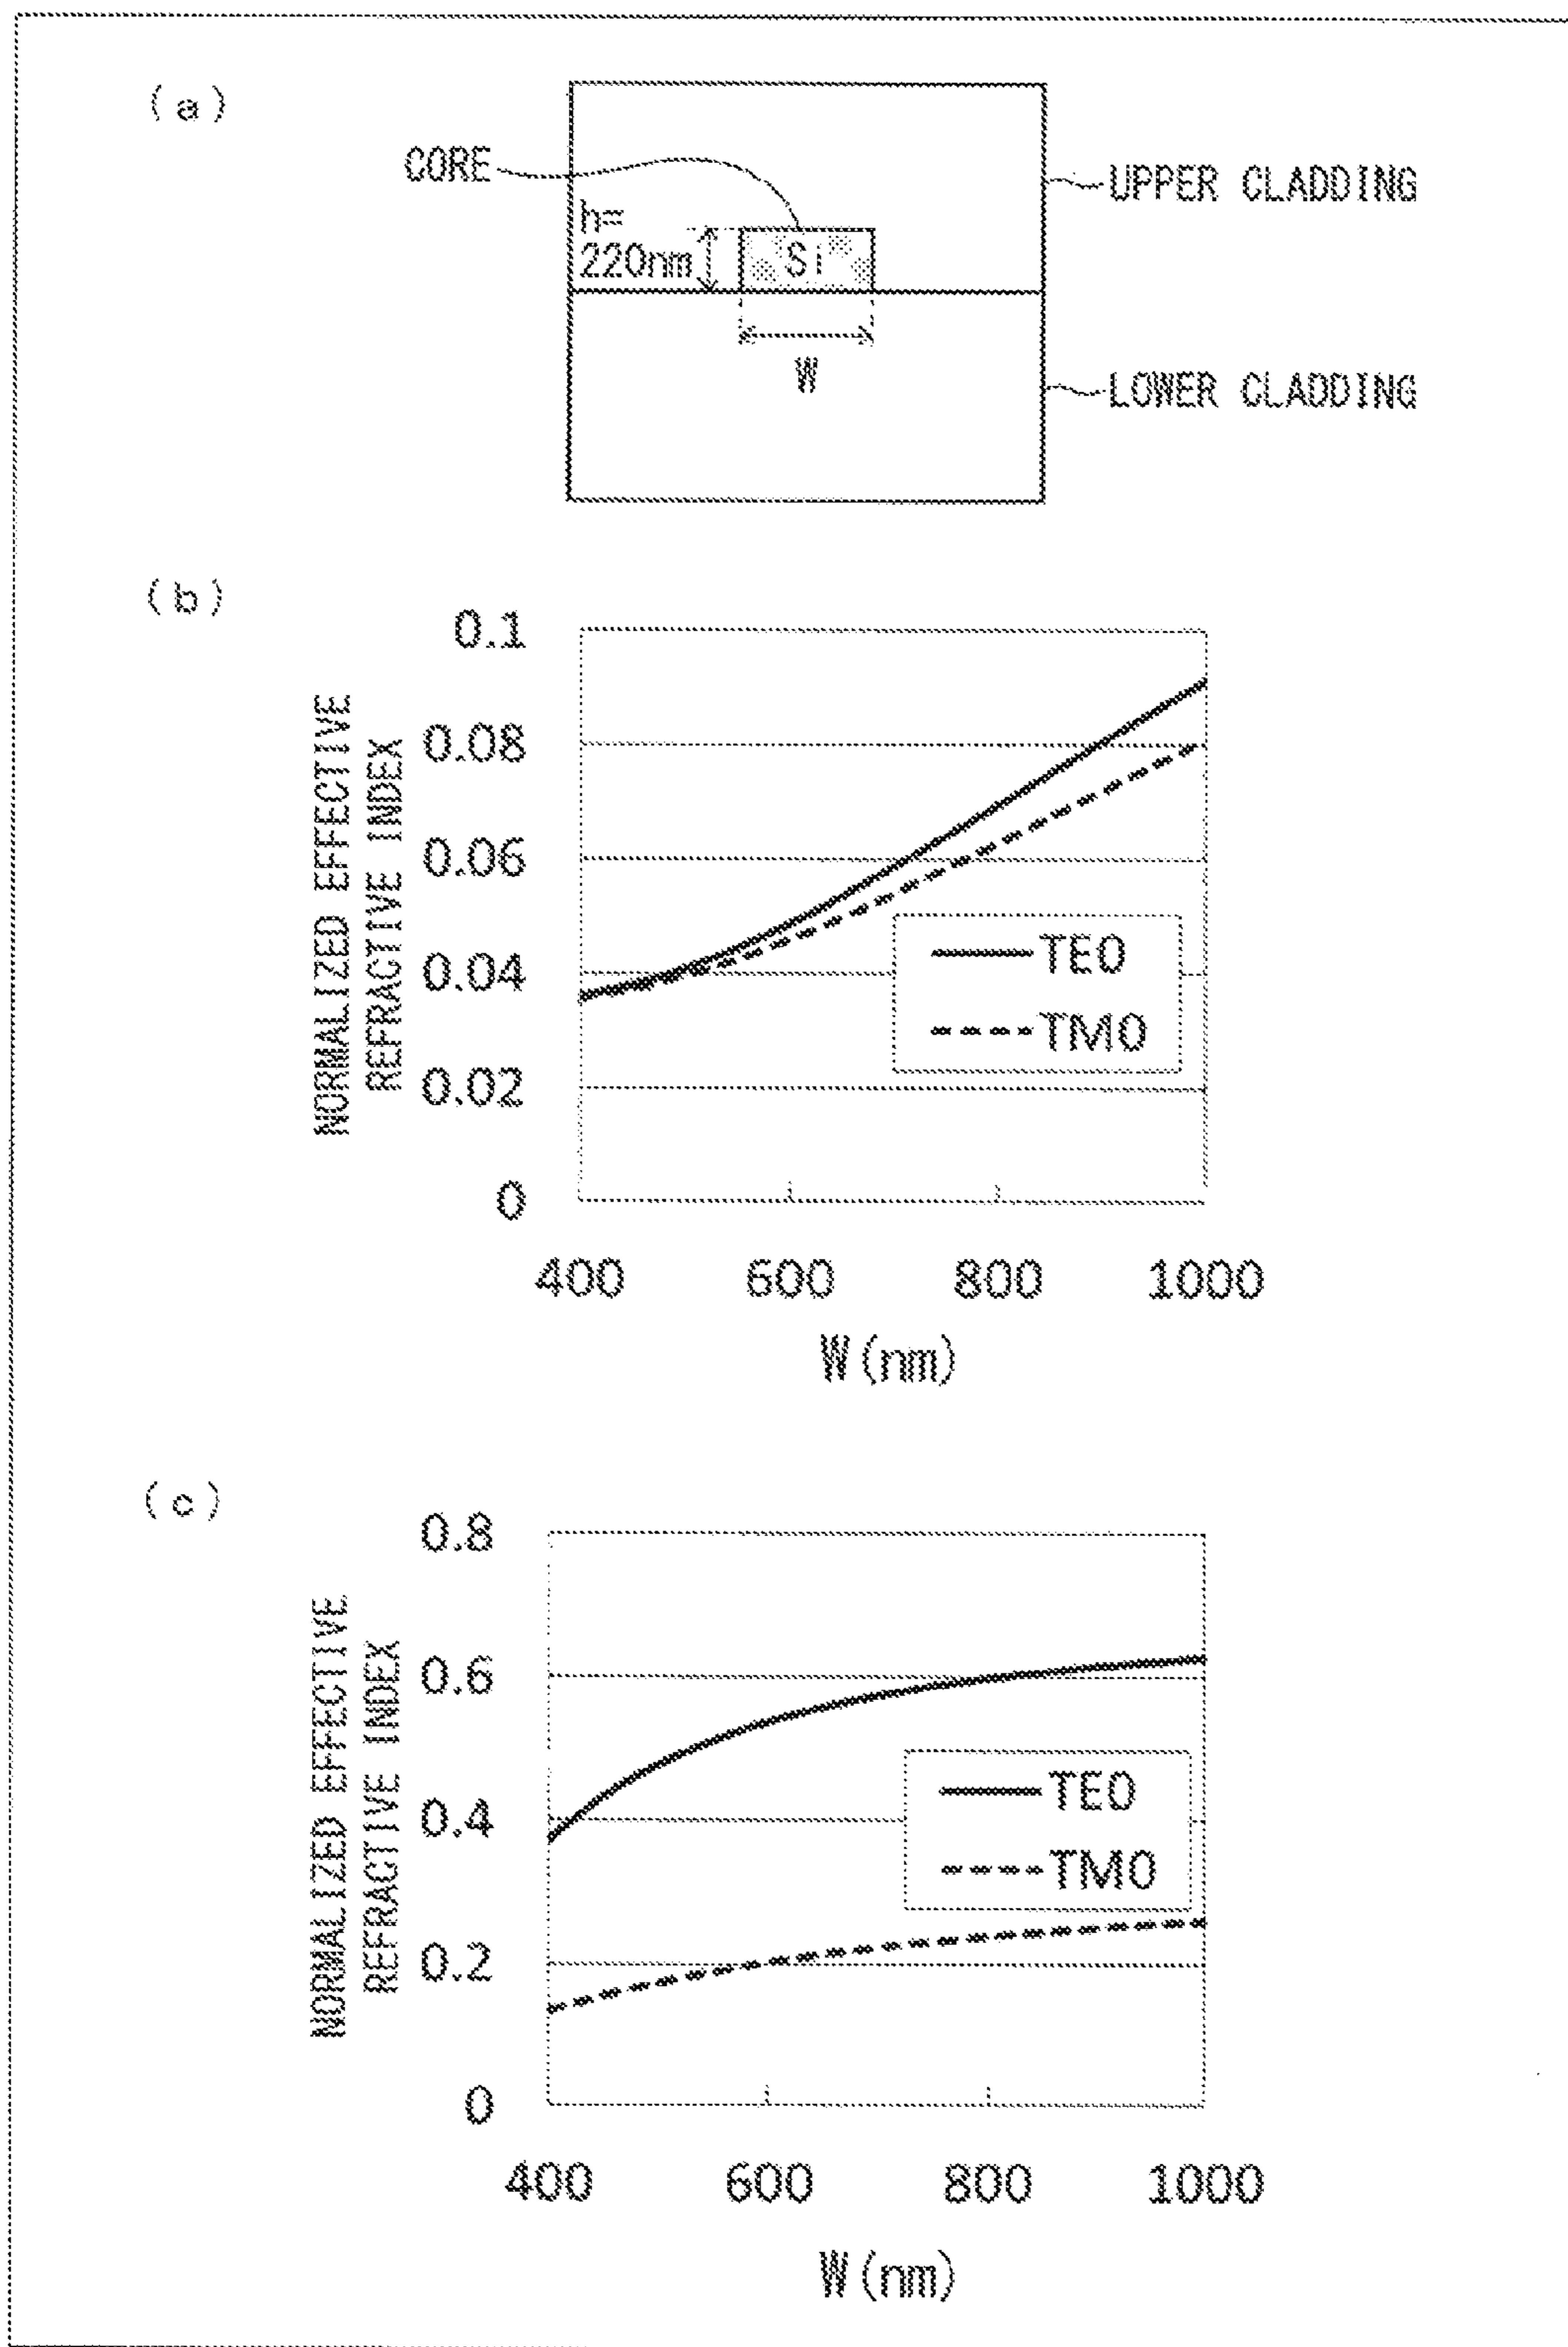 (a)
CORE
UPPER CLADDING
h=
220nm
Si
W
LOWER CLADDING
(b)
NORMALIZED EFFECTIVE
REFRACTIVE INDEX
0.1
0.08
0.06
0.04
0.02
0
TE0
TM0
400 600 800 1000
W(nm)
(c)
NORMALIZED EFFECTIVE
REFRACTIVE INDEX
0.8
0.6
0.4
0.2
0
TE0
TM0
400 600 800 1000
W(nm)